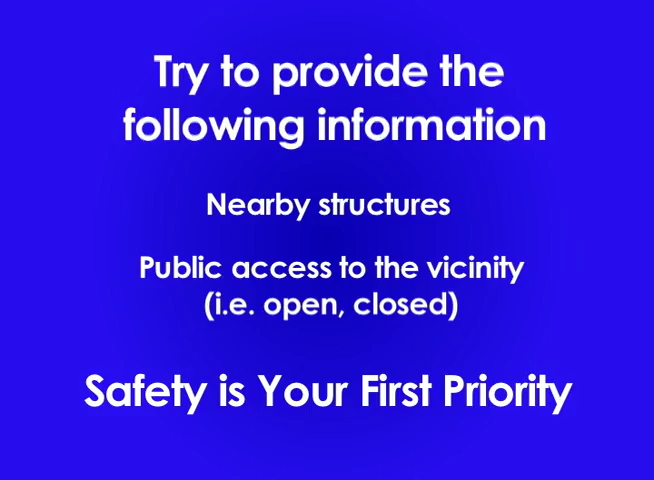 Try to provide the
following information
Nearby structures
Public access to the vicinity
(i.e. open, closed)
Safety is Your First Priority